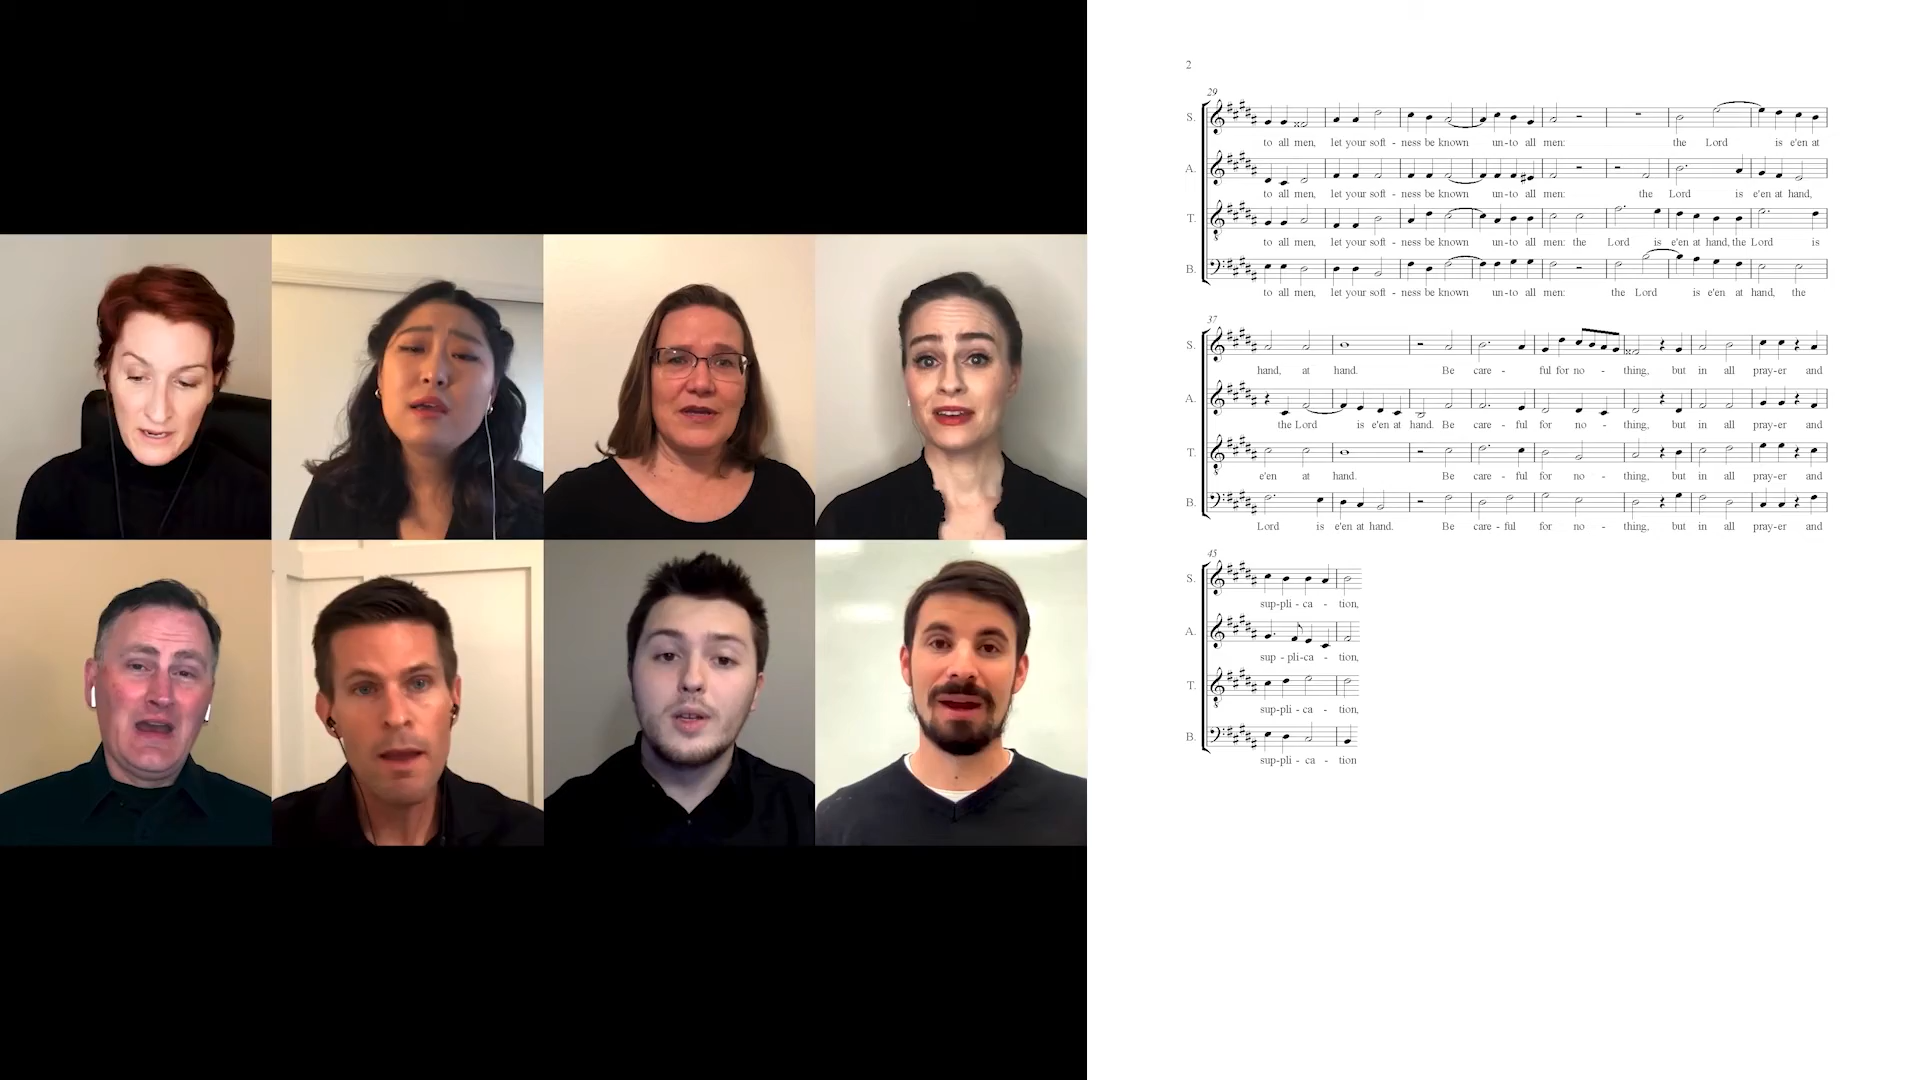 2
29
S.
to all men, let your soft - ness be known un-to all men: the Lord is e'en at
A.
to all men, let your soft - ness be known un-to all men: the Lord is e'en at hand,
T.
to all men, let your soft - ness be known un-to all men: the Lord is e'en at hand, the Lord is
B.
to all men, let your soft - ness be known un-to all men: the Lord is e'en at hand, the
37
S.
hand, at hand. Be care - ful for no - thing, but in all pray-er and
A.
the Lord is e'en at hand. Be care - ful for no - thing, but in all pray-er and
T.
e'en at hand. Be care - ful for no - thing, but in all pray-er and
B.
Lord is e'en at hand. Be care - ful for no - thing, but in all pray-er and
45
S.
sup-pli - ca - tion,
A.
sup - pli-ca - tion,
T.
sup-pli - ca - tion,
B.
sup-pli - ca - tion